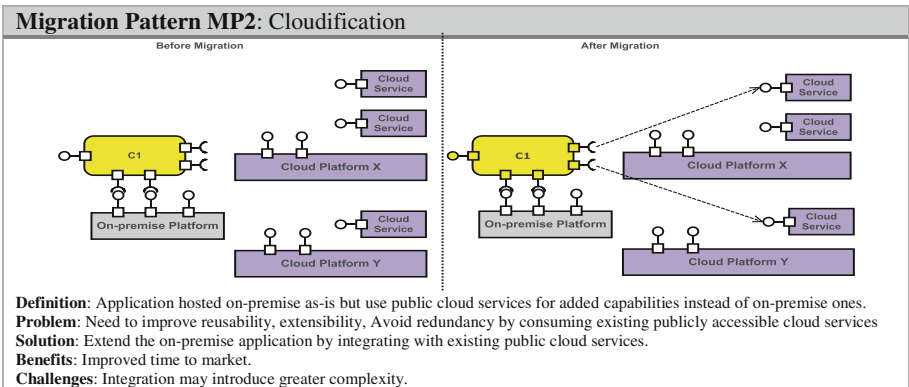 Migration Pattern MP2: Cloudification
Before Migration
After Migration
Cloud
Service
Cloud
Service
C1
Cloud Platform X
On-premise Platform
Cloud
Service
Cloud Platform Y
Cloud
Service
Cloud
Service
C1
Cloud Platform X
On-premise Platform
Cloud
Service
Cloud Platform Y
Definition: Application hosted on-premise as-is but use public cloud services for added capabilities instead of on-premise ones.
Problem: Need to improve reusability, extensibility, Avoid redundancy by consuming existing publicly accessible cloud services
Solution: Extend the on-premise application by integrating with existing public cloud services.
Benefits: Improved time to market.
Challenges: Integration may introduce greater complexity.